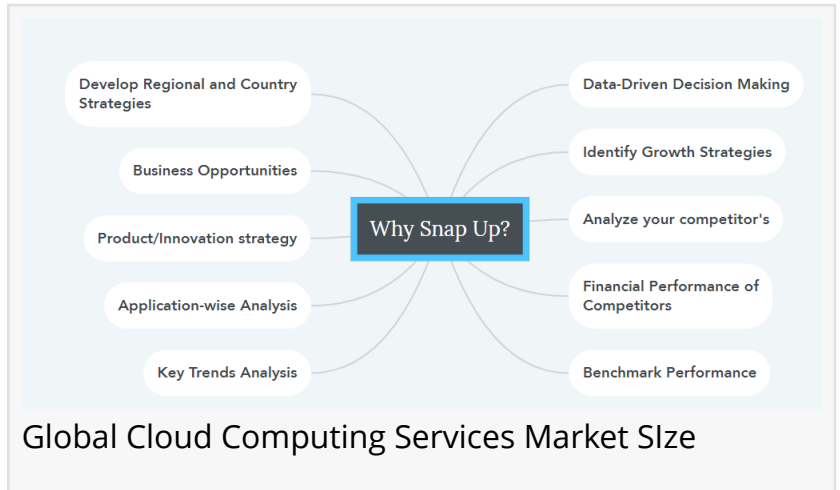 Develop Regional and Country
Strategies
Business Opportunities
Product/Innovation strategy
Application-wise Analysis
Key Trends Analysis
Why Snap Up?
Data-Driven Decision Making
Identify Growth Strategies
Analyze your competitor's
Financial Performance of
Competitors
Benchmark Performance
Global Cloud Computing Services Market SIze